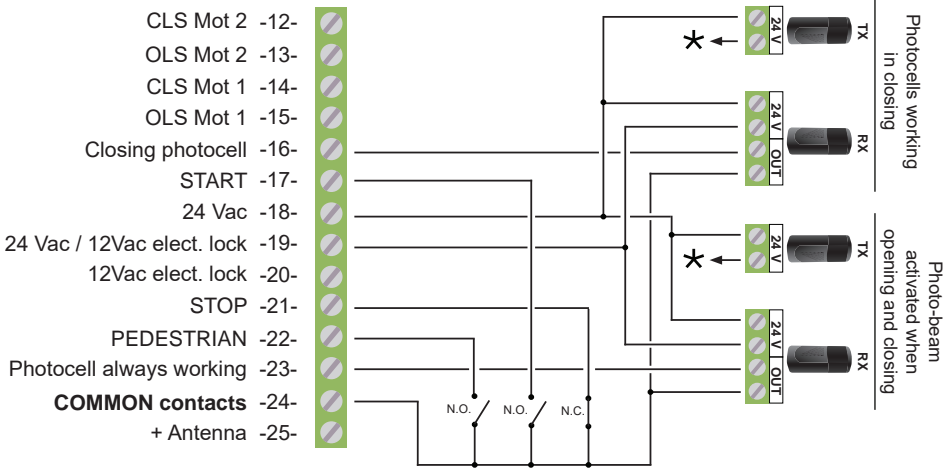 CLS Mot 2 -12-
OLS Mot 2 -13-
CLS Mot 1 -14-
OLS Mot 1 -15-
Closing photocell -16-
START -17-
24 Vac -18-
24 Vac / 12Vac elect. lock -19-
12Vac elect. lock -20-
STOP -21-
PEDESTRIAN -22-
Photocell always working -23-
COMMON contacts -24-
+ Antenna -25-
N.O.
N.O.
N.C.
24 V
*
TX
24 V
OUT
RX
Photocells working
in closing
24 V
*
TX
24 V
OUT
RX
Photo-beam
activated when
opening and closing